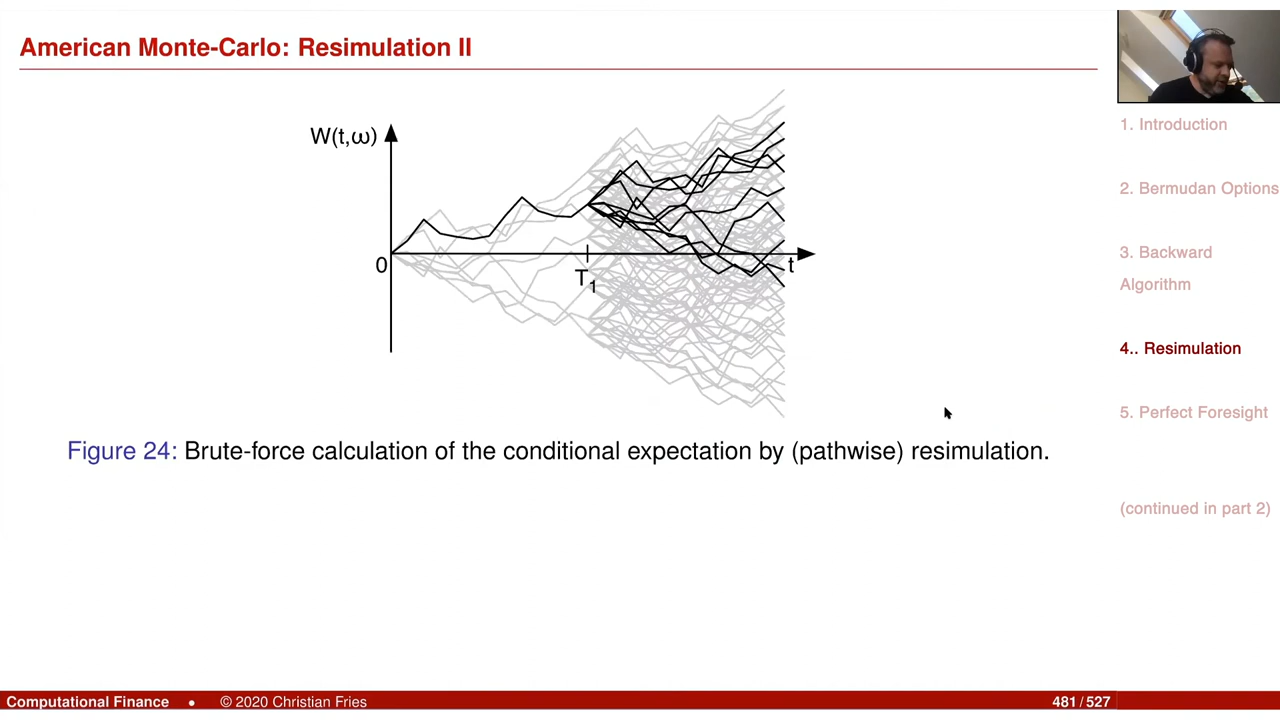 American Monte-Carlo: Resimulation II
W(t,ω)
0
T1
t
Figure 24: Brute-force calculation of the conditional expectation by (pathwise) resimulation.
1. Introduction
2. Bermudan Options
3. Backward
Algorithm
4.. Resimulation
5. Perfect Foresight
(continued in part 2)
Computational Finance • © 2020 Christian Fries 481 / 527